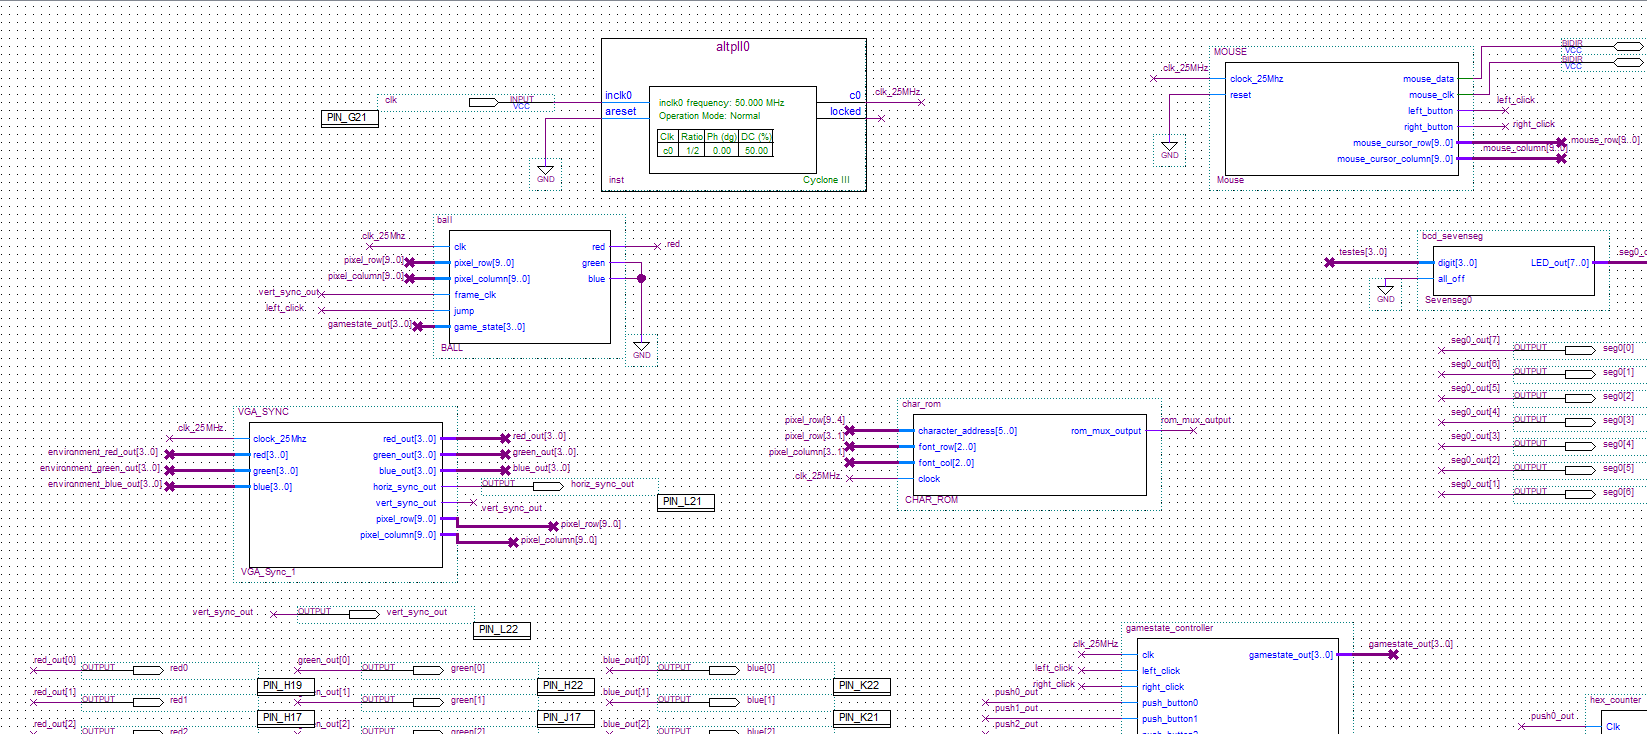 altpll0
clk
INPUT
VCC
PIN_G21
inclk0
areset
inclk0 frequency: 50.000 MHz
Operation Mode: Normal
Clk Ratio Ph (dg) DC (%)
c0 1/2 0.00 50.00
c0
locked
clk_25MHz
GND
inst
Cyclone III
MOUSE
clk_25MHz
clock_25Mhz
reset
GND
mouse_data
mouse_clk
left_button
right_button
mouse_cursor_row[9..0]
mouse_cursor_column[9..0]
BIDIR
VCC
BIDIR
VCC
left_click
right_click
mouse_row[9..0]
mouse_column[9..0]
Mouse
ball
clk_25Mhz
pixel_row[9..0]
pixel_column[9..0]
vert_sync_out
left_click
gamestate_out[3..0]
clk
pixel_row[9..0]
pixel_column[9..0]
frame_clk
jump
game_state[3..0]
red
green
blue
red
GND
BALL
bcd_sevenseg
testes[3..0]
digit[3..0]
all_off
LED_out[7..0]
GND
Sevenseg0
seg0_out[7] OUTPUT seg0[0]
seg0_out[6] OUTPUT seg0[1]
seg0_out[5] OUTPUT seg0[2]
seg0_out[4] OUTPUT seg0[3]
seg0_out[3] OUTPUT seg0[4]
seg0_out[2] OUTPUT seg0[5]
seg0_out[1] OUTPUT seg0[6]
VGA_SYNC
clk_25MHz
environment_red_out[3..0]
environment_green_out[3..0]
environment_blue_out[3..0]
clock_25Mhz
red[3..0]
green[3..0]
blue[3..0]
red_out[3..0]
green_out[3..0]
blue_out[3..0]
horiz_sync_out
vert_sync_out
pixel_row[9..0]
pixel_column[9..0]
red_out[3..0]
green_out[3..0]
blue_out[3..0]
OUTPUT horiz_sync_out
PIN_L21
vert_sync_out
pixel_row[9..0]
pixel_column[9..0]
VGA_Sync_1
char_rom
pixel_row[9..4]
pixel_row[3..1]
pixel_column[3..1]
clk_25MHz
character_address[5..0]
font_row[2..0]
font_col[2..0]
clock
rom_mux_output
rom_mux_output
CHAR_ROM
vert_sync_out OUTPUT vert_sync_out
PIN_L22
red_out[0] OUTPUT red0
PIN_H19
green_out[0] OUTPUT green[0]
PIN_H22
blue_out[0] OUTPUT blue[0]
PIN_K22
red_out[1] OUTPUT red1
PIN_H17
n_out[1] OUTPUT green[1]
PIN_J17
blue_out[1] OUTPUT blue[1]
PIN_K21
red_out[2] OUTPUT red2
n_out[2] OUTPUT green[2]
blue_out[2] OUTPUT blue[2]
gamestate_controller
clk_25MHz
left_click
right_click
push0_out
push1_out
push2_out
clk
left_click
right_click
push_button0
push_button1
gamestate_out[3..0]
gamestate_out[3..0]
hex_counter
push0_out
Clk